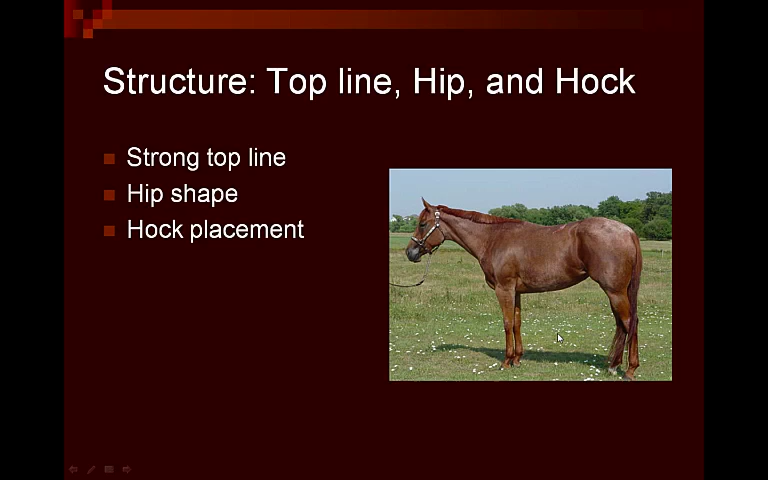 Structure: Top line, Hip, and Hock
Strong top line
Hip shape
Hock placement